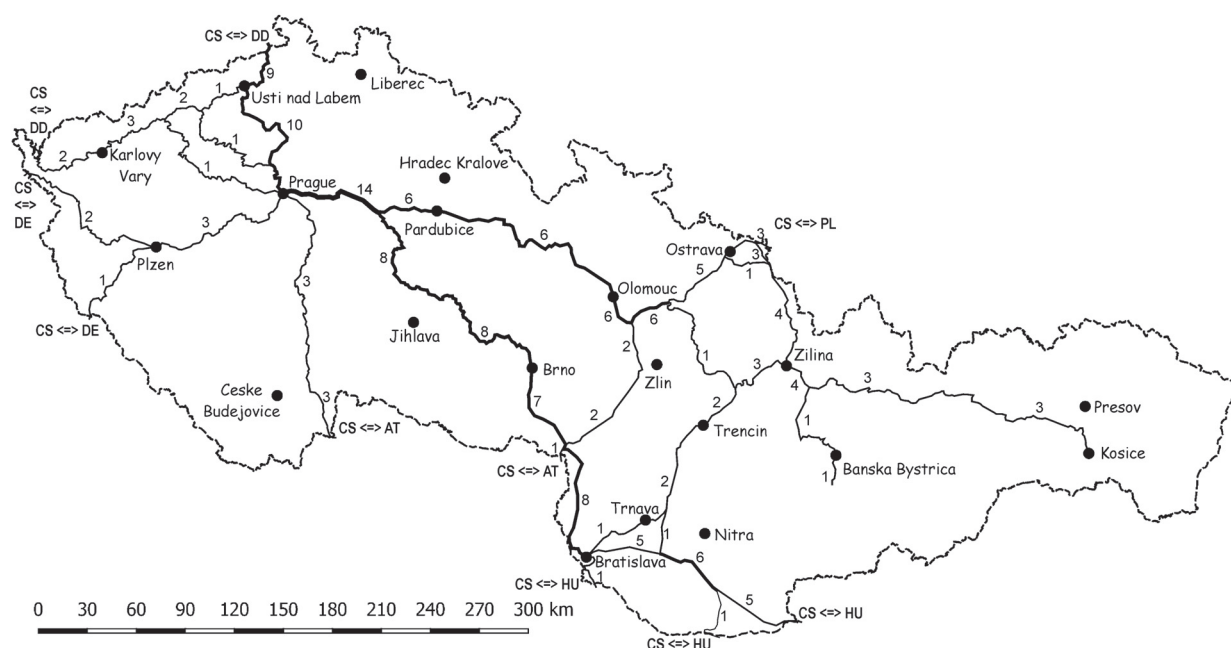 CS <=> DD
9
Liberec
1
Usti nad Labem
2
CS
<=>
DD
3
10
1
2
Karlovy
Vary
Hradec Kralove
1
Prague
14
CS
<=>
DE
6
Pardubice
2
3
Plzen
8
6
CS <=> PL
3
Ostrava
3
1
5
1
3
Olomouc
6
6
4
CS <=> DE
Jihlava
8
2
1
Zilina
3
Brno
Zlin
4
3
Ceske
Budejovice
3
7
2
2
Trencin
3
Presov
CS <=> AT
1
1
Kosice
CS <=> AT
Banska Bystrica
1
8
2
Trnava
1
5
1
Nitra
Bratislava
6
CS <=> HU
1
5
CS <=> HU
1
CS <=> HU
0 30 60 90 120 150 180 210 240 270 300 km